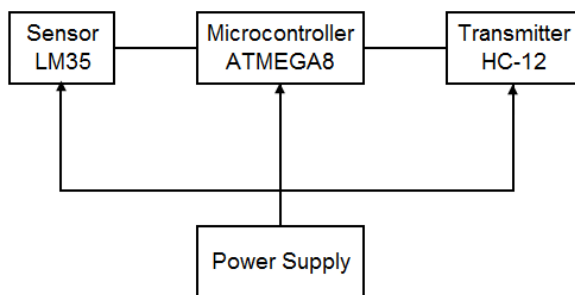 Sensor
LM35
Microcontroller
ATMEGA8
Transmitter
HC-12
Power Supply